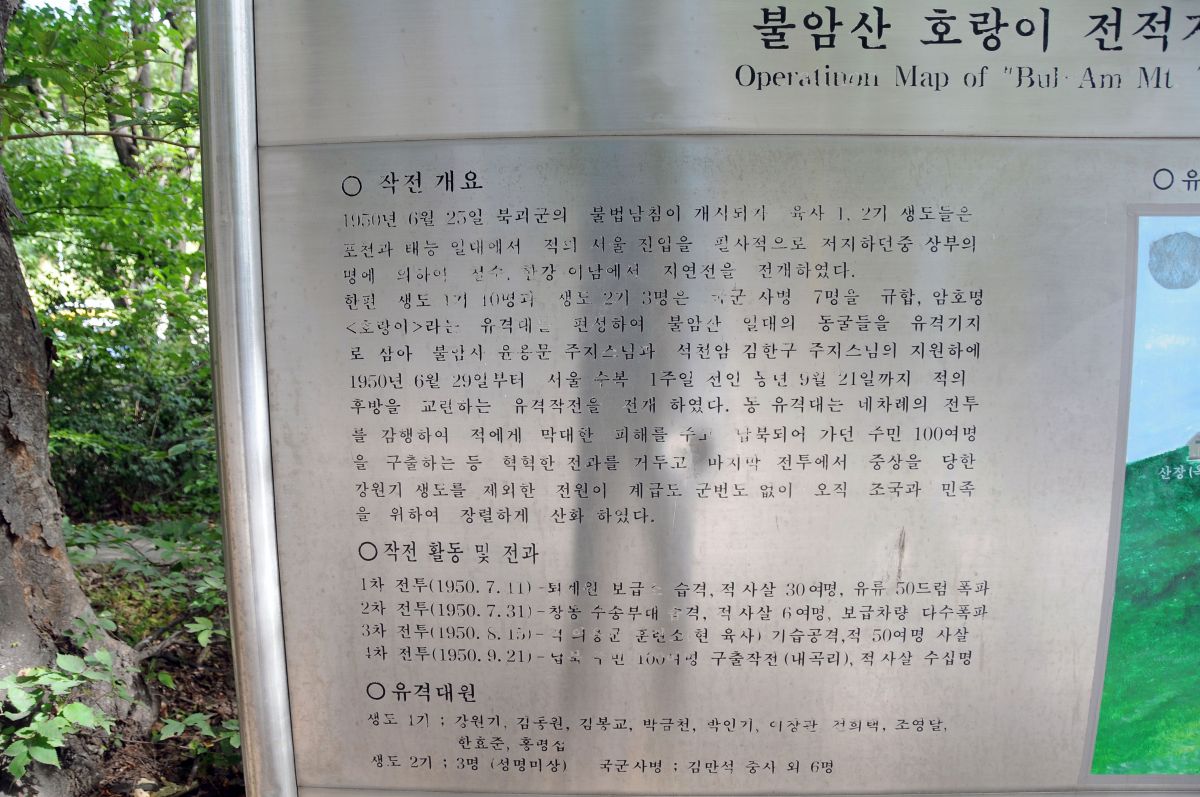 불암산 호랑이 전적
Operatinon Map of "Bul-Am Mt
○ 작전 개요
1950년 6월 25일 북괴군의 불법남침이 개시되자 육사 1, 2기 생도들은
포천과 태능 일대에서 적의 서울 진입을 필사적으로 저지하던중 상부의
명에 의하여 철수, 한강 이남에서 지연전을 전개하였다.
한편 생도 1기 10명과 생도 2기 3명은 국군 사병 7명을 규합, 암호명
<호랑이>라는 유격대를 편성하여 불암산 일대의 동굴들을 유격기지
로 삼아 불암사 윤용문 주지스님과 석천암 김한구 주지스님의 지원하에
1950년 6월 29일부터 서울 수복 1주일 전인 동년 9월 21일까지 적의
후방을 교란하는 유격작전을 전개 하였다. 동 유격대는 네차례의 전투
를 감행하여 적에게 막대한 피해를 주고 납북되어 가던 주민 100여명
을 구출하는 등 혁혁한 전과를 거두고 마지막 전투에서 중상을 당한
강원기 생도를 제외한 전원이 계급도 군번도 없이 오직 조국과 민족
을 위하여 장렬하게 산화 하였다.
○작전 활동 및 전과
1차 전투(1950. 7. 11) - 퇴계원 보급소 습격, 적 사살 30여명, 유류 50드럼 폭파
2차 전투(1950. 7. 31) - 창동 수송부대 습격, 적 사살 6여명, 보급차량 다수폭파
3차 전투(1950. 8. 15) - 훈련소 현 육사) 기습공격, 적 50여명 사살
4차 전투(1950. 9. 21) - 납북 주민 100여명 구출작전(내곡리), 적 사살 수십명
○유격대원
생도 1기 ; 강원기, 김동원, 김봉교, 박금천, 박인기, 이장관 전희택, 조영달,
한효준, 홍명섭
생도 2기 ; 3명 (성명미상) 국군사병 ; 김만석 중사 외 6명
○ 유
산장